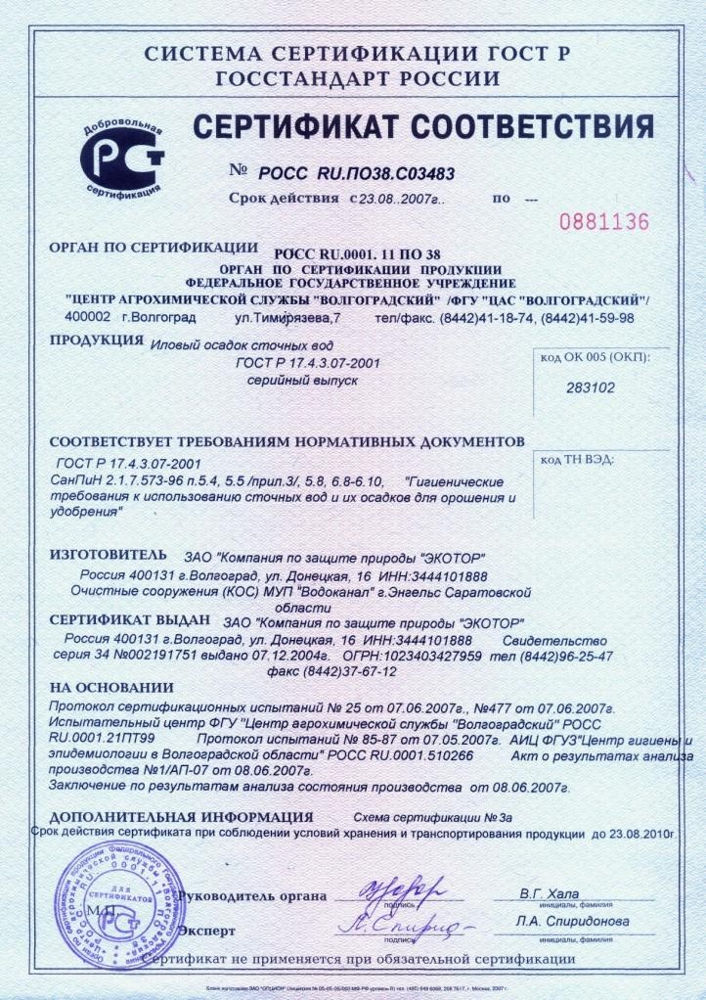 СИСТЕМА СЕРТИФИКАЦИИ ГОСТ Р
ГОССТАНДАРТ РОССИИ
Добровольная
РСТ
сертификация
СЕРТИФИКАТ СООТВЕТСТВИЯ
№ РОСС RU.ПО38.С03483
Срок действия с 23.08..2007г.. по ---
0881136
ОРГАН ПО СЕРТИФИКАЦИИ РОСС RU.0001. 11 ПО 38
ОРГАН ПО СЕРТИФИКАЦИИ ПРОДУКЦИИ
ФЕДЕРАЛЬНОЕ ГОСУДАРСТВЕННОЕ УЧРЕЖДЕНИЕ
"ЦЕНТР АГРОХИМИЧЕСКОЙ СЛУЖБЫ "ВОЛГОГРАДСКИЙ" /ФГУ "ЦАС "ВОЛГОГРАДСКИЙ"/
400002 г.Волгоград ул.Тимирязева,7 тел/факс. (8442)41-18-74, (8442)41-59-98
ПРОДУКЦИЯ Иловый осадок сточных вод
ГОСТ Р 17.4.3.07-2001
серийный выпуск
код ОК 005 (ОКП):
283102
СООТВЕТСТВУЕТ ТРЕБОВАНИЯМ НОРМАТИВНЫХ ДОКУМЕНТОВ
ГОСТ Р 17.4.3.07-2001
СанПиН 2.1.7.573-96 п.5.4, 5.5 /прил.3/, 5.8, 6.8-6.10, "Гигиенические
требования к использованию сточных вод и их осадков для орошения и
удобрения"
код ТН ВЭД:
ИЗГОТОВИТЕЛЬ ЗАО "Компания по защите природы "ЭКОТОР"
Россия 400131 г.Волгоград, ул. Донецкая, 16 ИНН:3444101888
Очистные сооружения (КОС) МУП "Водоканал" г.Энгельс Саратовской
области
СЕРТИФИКАТ ВЫДАН ЗАО "Компания по защите природы "ЭКОТОР"
Россия 400131 г.Волгоград, ул. Донецкая, 16 ИНН:3444101888 Свидетельство
серия 34 №002191751 выдано 07.12.2004г. ОГРН:1023403427959 тел (8442)96-25-47
факс (8442)37-67-12
НА ОСНОВАНИИ
Протокол сертификационных испытаний № 25 от 07.06.2007г., №477 от 07.06.2007г.
Испытательный центр ФГУ "Центр агрохимической службы "Волгоградский" РОСС
RU.0001.21ПТ99 Протокол испытаний № 85-87 от 07.05.2007г. АИЦ ФГУЗ"Центр гигиены и
эпидемиологии в Волгоградской области" РОСС RU.0001.510266 Акт о результатах анализа
производства №1/АП-07 от 08.06.2007г.
Заключение по результатам анализа состояния производства от 08.06.2007г.
ДОПОЛНИТЕЛЬНАЯ ИНФОРМАЦИЯ Схема сертификации №3а
Срок действия сертификата при соблюдении условий хранения и транспортирования продукции до 23.08.2010г
ДЛЯ
СЕРТИФИКАТОВ
М.П.
Руководитель органа В.Г. Хала
подпись инициалы, фамилия
Эксперт Л.А. Спиридонова
подпись инициалы, фамилия
Сертификат не применяется при обязательной сертификации